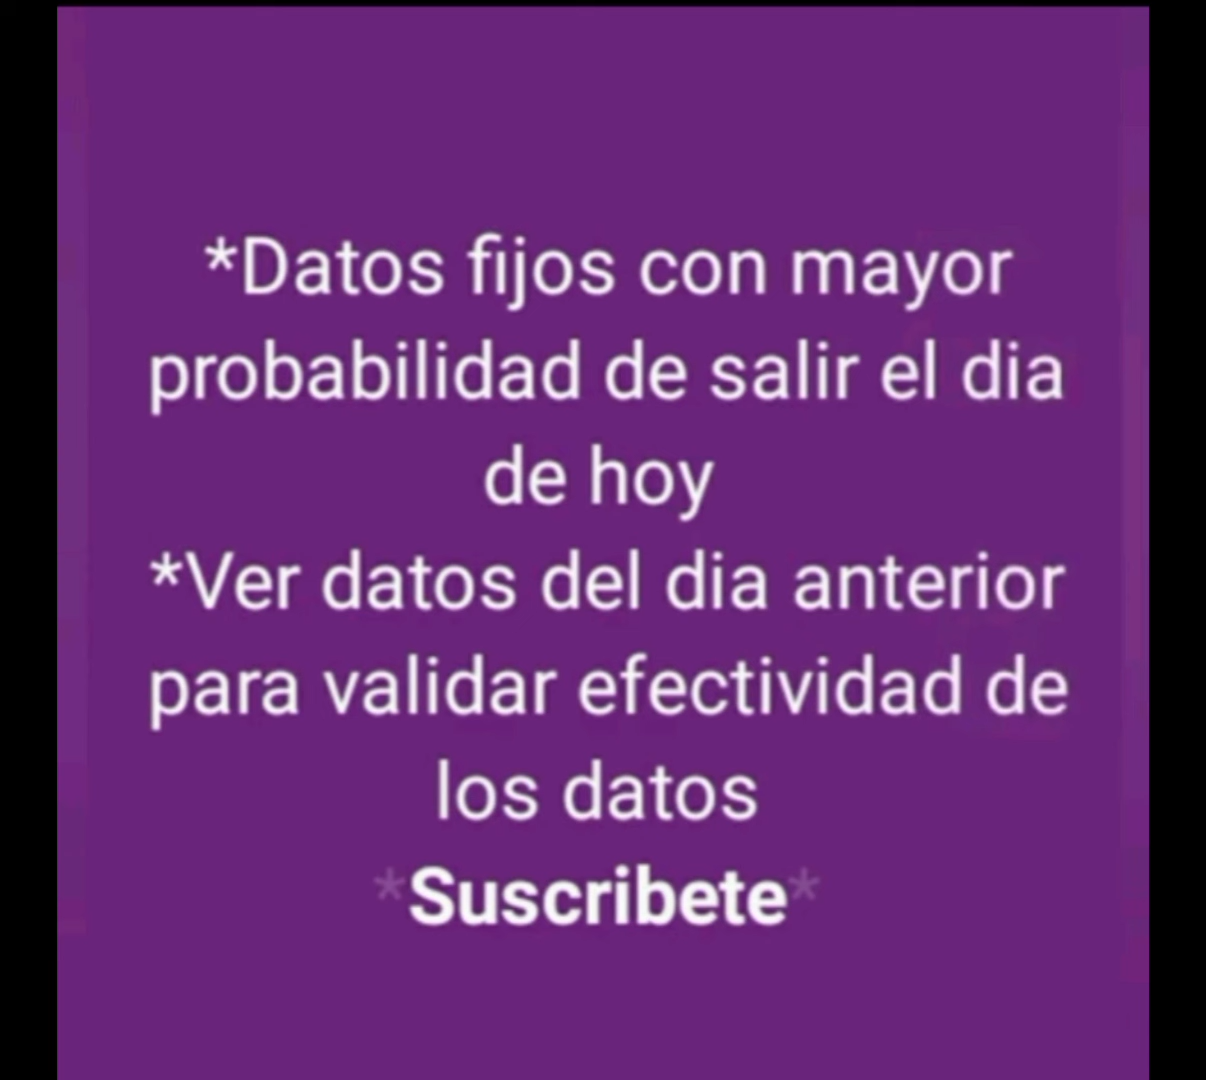 *Datos fijos con mayor
probabilidad de salir el dia
de hoy
*Ver datos del dia anterior
para validar efectividad de
los datos
*Suscribete*